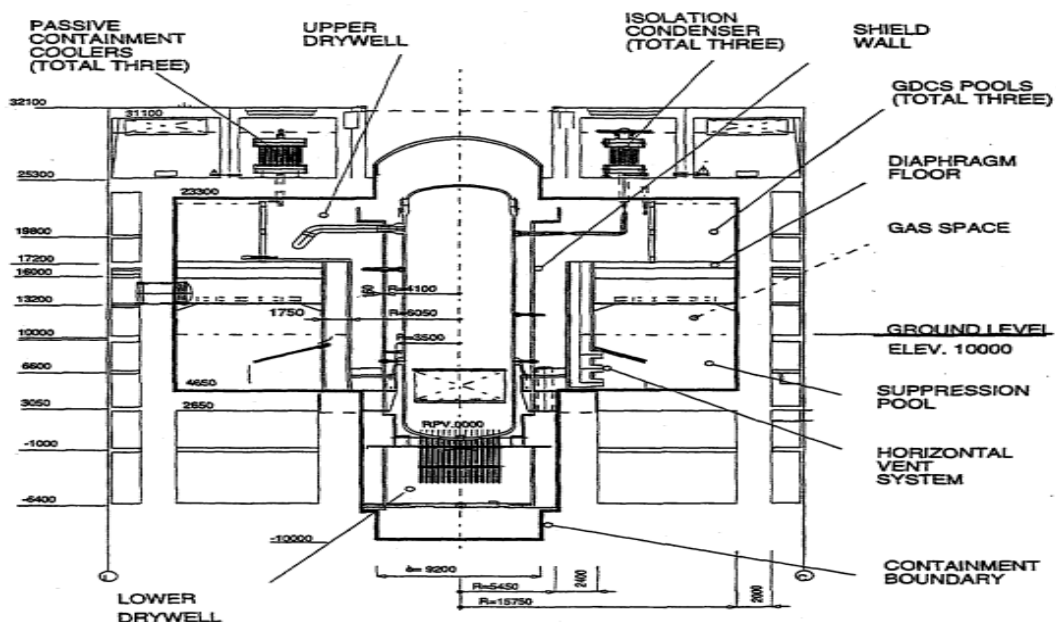 PASSIVE
CONTAINMENT
COOLERS
(TOTAL THREE)
UPPER
DRYWELL
ISOLATION
CONDENSER
(TOTAL THREE)
SHIELD
WALL
GDCS POOLS
(TOTAL THREE)
DIAPHRAGM
FLOOR
GAS SPACE
GROUND LEVEL
ELEV. 10000
SUPPRESSION
POOL
HORIZONTAL
VENT
SYSTEM
CONTAINMENT
BOUNDARY
LOWER
DRYWELL
32100
31100
25300
23300
19800
17200
16000
13200
10000
6600
4650
3050
2650
-1000
-5400
-10000
R=4100
1750
R=6050
R=3500
RPV.0000
9200
R=5450
2400
R=15750
2000